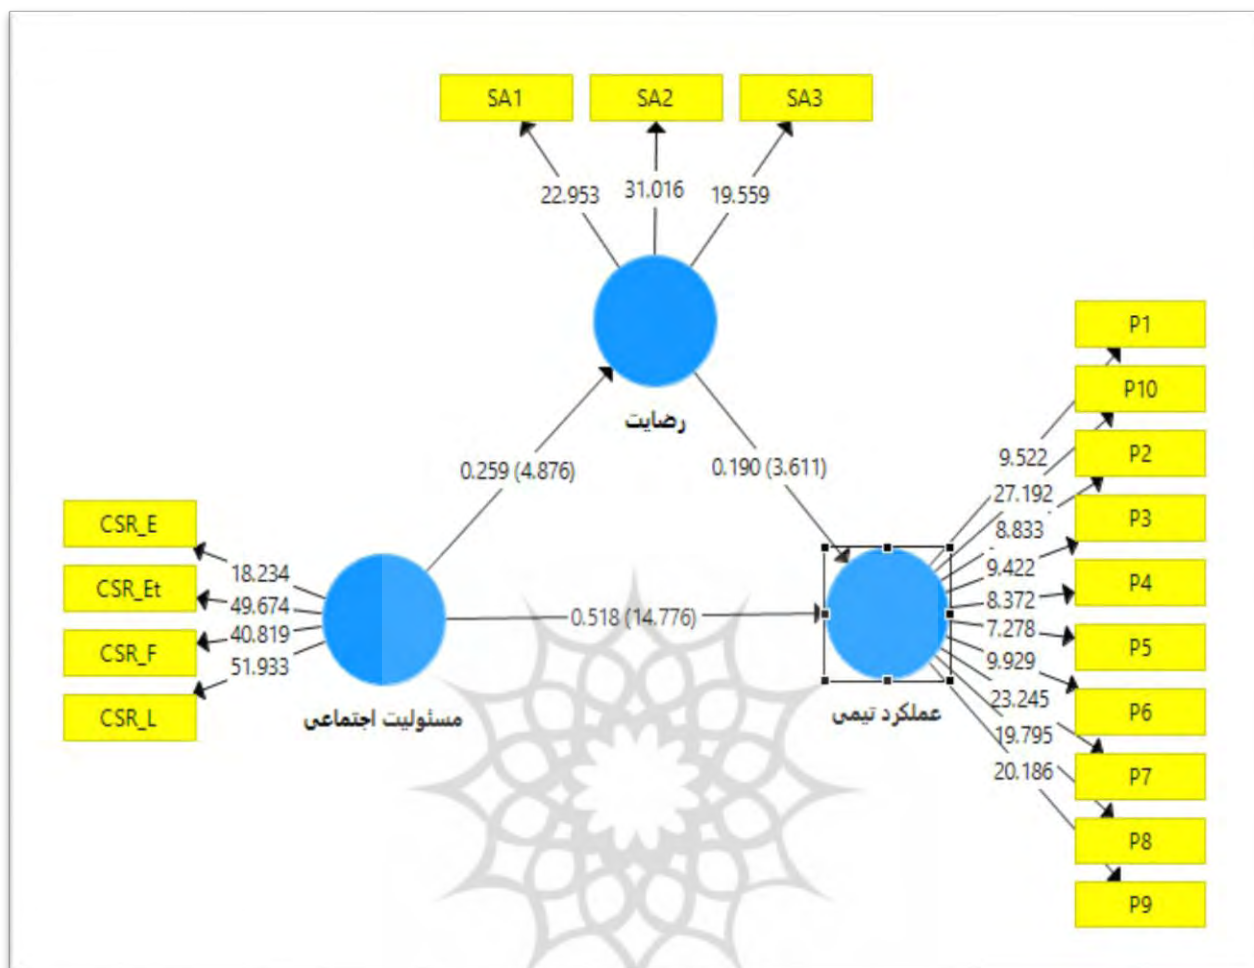 SA1
SA2
SA3
22.953
31.016
19.559
رضایت
0.259 (4.876)
0.190 (3.611)
CSR_E
CSR_Et
CSR_F
CSR_L
18.234
49.674
40.819
51.933
مسئولیت اجتماعی
0.518 (14.776)
عملکرد تیمی
9.522
27.192
8.833
9.422
8.372
7.278
9.929
23.245
19.795
20.186
P1
P10
P2
P3
P4
P5
P6
P7
P8
P9